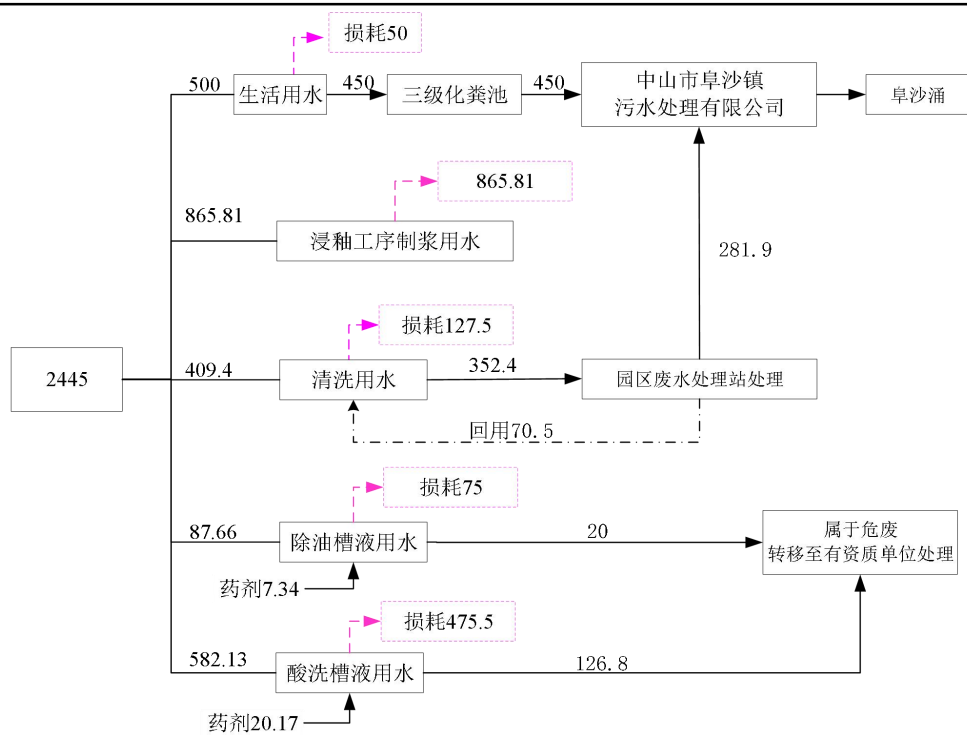 损耗50
500
生活用水
450
三级化粪池
450
中山市阜沙镇
污水处理有限公司
阜沙涌
865.81
865.81
浸釉工序制浆用水
281.9
损耗127.5
2445
409.4
清洗用水
352.4
园区废水处理站处理
回用70.5
损耗75
87.66
除油槽液用水
20
属于危废
转移至有资质单位处理
药剂7.34
损耗475.5
582.13
酸洗槽液用水
126.8
药剂20.17